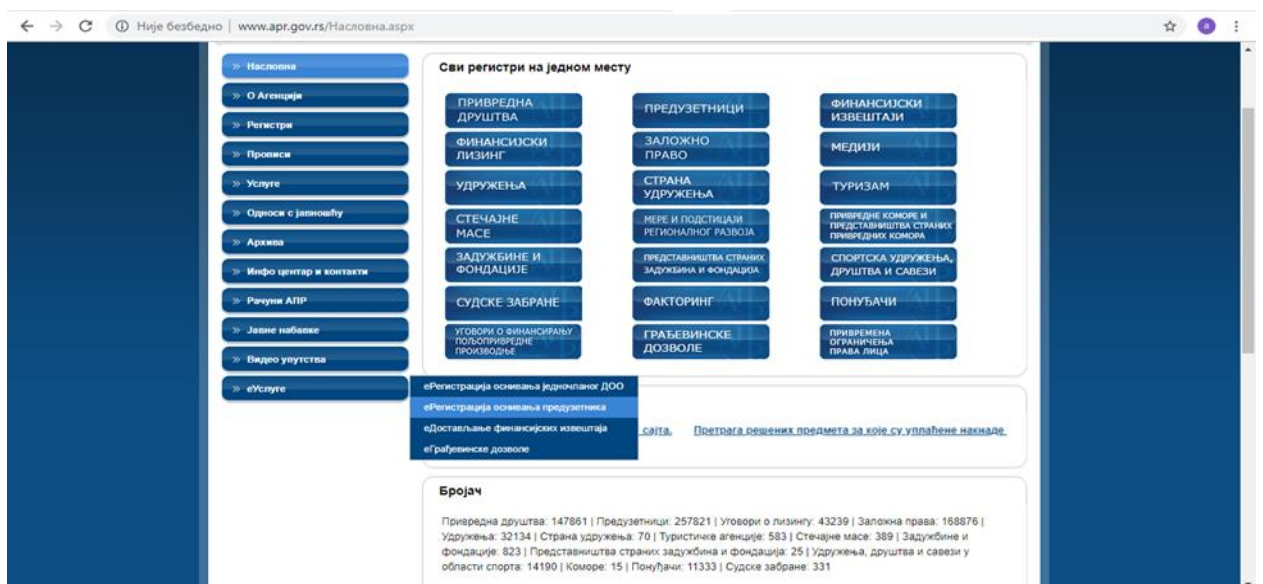 Није безбедно | www.apr.gov.rs/Насловна.aspx
» Насловна
» О Агенцији
» Регистри
» Прописи
» Услуге
» Односи с јавношћу
» Архива
» Инфо центар и контакти
» Рачуни АПР
» Јавне набавке
» Видео упутства
» еУслуге
еРегистрација оснивања једночланог ДОО
еРегистрација оснивања предузетника
еДостављање финансијских извештаја
еГрађевинске дозволе
Сви регистри на једном месту
ПРИВРЕДНА
ДРУШТВА
ПРЕДУЗЕТНИЦИ
ФИНАНСИЈСКИ
ИЗВЕШТАЈИ
ФИНАНСИЈСКИ
ЛИЗИНГ
ЗАЛОЖНО
ПРАВО
МЕДИЈИ
УДРУЖЕЊА
СТРАНА
УДРУЖЕЊА
ТУРИЗАМ
СТЕЧАЈНЕ
МАСЕ
МЕРЕ И ПОДСТИЦАЈИ
РЕГИОНАЛНОГ РАЗВОЈА
ПРИВРЕДНЕ КОМОРЕ И
ПРЕДСТАВНИШТВА СТРАНИХ
ПРИВРЕДНИХ КОМОРА
ЗАДУЖБИНЕ И
ФОНДАЦИЈЕ
ПРЕДСТАВНИШТВА СТРАНИХ
ЗАДУЖБИНА И ФОНДАЦИЈА
СПОРТСКА УДРУЖЕЊА,
ДРУШТВА И САВЕЗИ
СУДСКЕ ЗАБРАНЕ
ФАКТОРИНГ
ПОНУЂАЧИ
УГОВОРИ О ФИНАНСИРАЊУ
ПОЉОПРИВРЕДНЕ
ПРОИЗВОДЊЕ
ГРАЂЕВИНСКЕ
ДОЗВОЛЕ
ПРИВРЕМЕНА
ОГРАНИЧЕЊА
ПРАВА ЛИЦА
сајта. Претрага решених предмета за које су уплаћене накнаде
Бројач
Привредна друштва: 147861 | Предузетници: 257821 | Уговори о лизингу: 43239 | Заложна права: 168876 |
Удружења: 32134 | Страна удружења: 70 | Туристичке агенције: 583 | Стечајне масе: 389 | Задужбине и
фондације: 823 | Представништва страних задужбина и фондација: 25 | Удружења, друштва и савези у
области спорта: 14190 | Коморе: 15 | Понуђачи: 11333 | Судске забране: 331